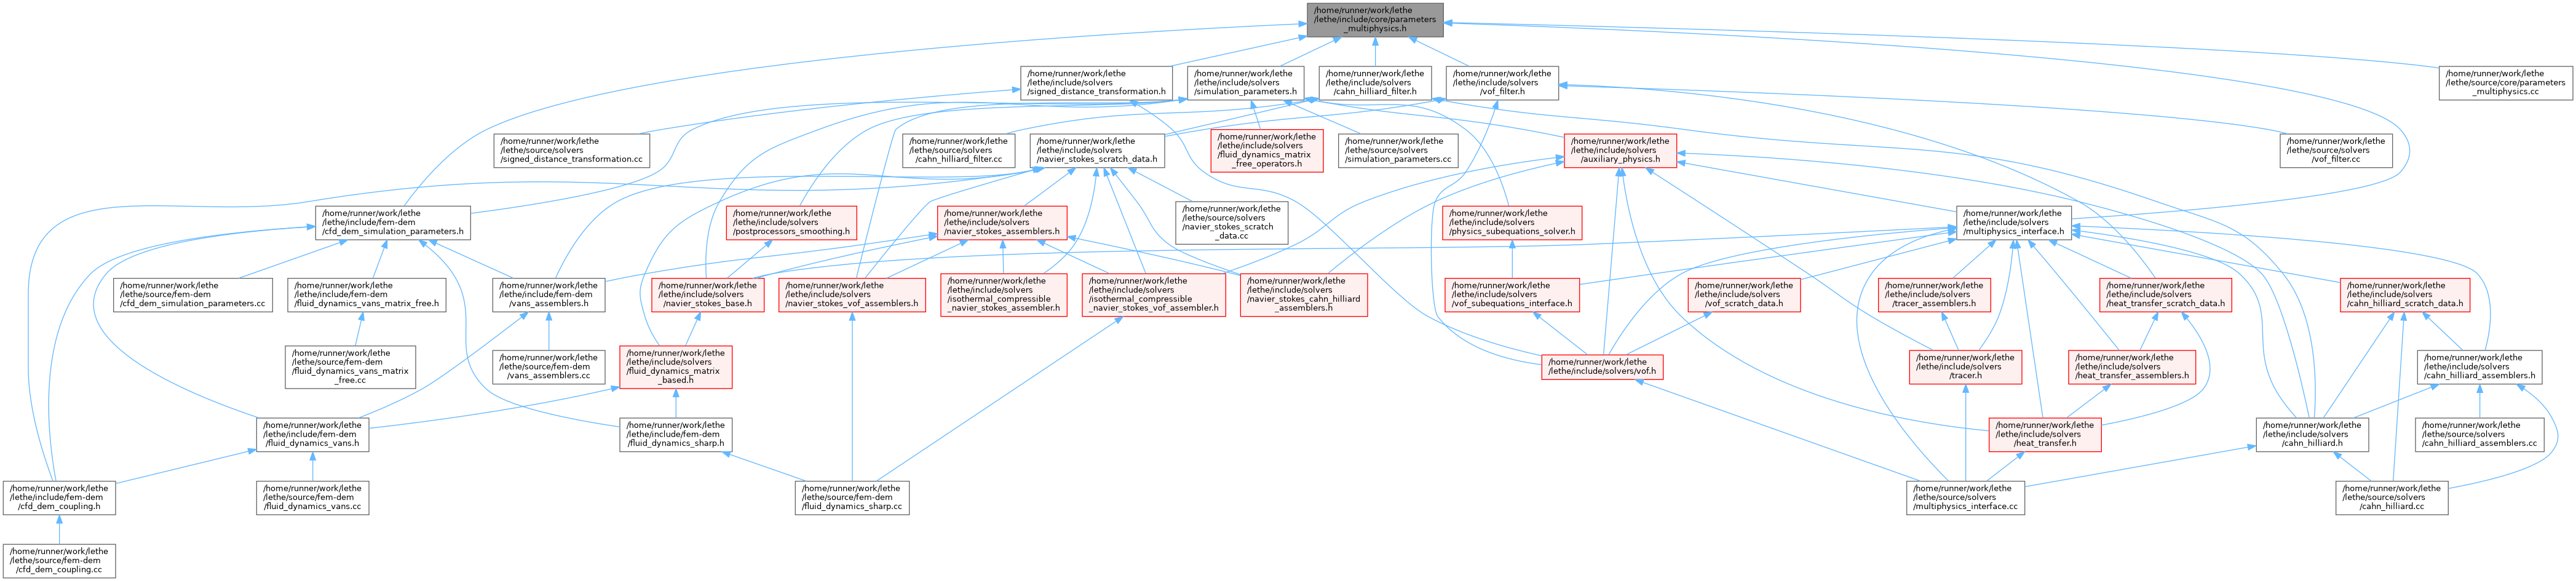 /home/runner/work/lethe
/lethe/include/core/parameters
_multiphysics.h
/home/runner/work/lethe
/lethe/include/solvers
/signed_distance_transformation.h
/home/runner/work/lethe
/lethe/include/solvers
/simulation_parameters.h
/home/runner/work/lethe
/lethe/include/solvers
/cahn_hilliard_filter.h
/home/runner/work/lethe
/lethe/include/solvers
/vof_filter.h
/home/runner/work/lethe
/lethe/source/core/parameters
_multiphysics.cc
/home/runner/work/lethe
/lethe/source/solvers
/signed_distance_transformation.cc
/home/runner/work/lethe
/lethe/source/solvers
/cahn_hilliard_filter.cc
/home/runner/work/lethe
/lethe/include/solvers
/navier_stokes_scratch_data.h
/home/runner/work/lethe
/lethe/include/solvers
/fluid_dynamics_matrix
_free_operators.h
/home/runner/work/lethe
/lethe/source/solvers
/simulation_parameters.cc
/home/runner/work/lethe
/lethe/include/solvers
/auxiliary_physics.h
/home/runner/work/lethe
/lethe/source/solvers
/vof_filter.cc
/home/runner/work/lethe
/lethe/include/fem-dem
/cfd_dem_simulation_parameters.h
/home/runner/work/lethe
/lethe/include/solvers
/postprocessors_smoothing.h
/home/runner/work/lethe
/lethe/include/solvers
/navier_stokes_assemblers.h
/home/runner/work/lethe
/lethe/source/solvers
/navier_stokes_scratch
_data.cc
/home/runner/work/lethe
/lethe/include/solvers
/physics_subequations_solver.h
/home/runner/work/lethe
/lethe/include/solvers
/multiphysics_interface.h
/home/runner/work/lethe
/lethe/source/fem-dem
/cfd_dem_simulation_parameters.cc
/home/runner/work/lethe
/lethe/include/fem-dem
/fluid_dynamics_vans_matrix_free.h
/home/runner/work/lethe
/lethe/include/fem-dem
/vans_assemblers.h
/home/runner/work/lethe
/lethe/include/solvers
/navier_stokes_base.h
/home/runner/work/lethe
/lethe/include/solvers
/navier_stokes_vof_assemblers.h
/home/runner/work/lethe
/lethe/include/solvers
/isothermal_compressible
_navier_stokes_assembler.h
/home/runner/work/lethe
/lethe/include/solvers
/isothermal_compressible
_navier_stokes_vof_assembler.h
/home/runner/work/lethe
/lethe/include/solvers
/navier_stokes_cahn_hilliard
_assemblers.h
/home/runner/work/lethe
/lethe/include/solvers
/vof_subequations_interface.h
/home/runner/work/lethe
/lethe/include/solvers
/vof_scratch_data.h
/home/runner/work/lethe
/lethe/include/solvers
/tracer_assemblers.h
/home/runner/work/lethe
/lethe/include/solvers
/heat_transfer_scratch_data.h
/home/runner/work/lethe
/lethe/include/solvers
/cahn_hilliard_scratch_data.h
/home/runner/work/lethe
/lethe/source/fem-dem
/fluid_dynamics_vans_matrix
_free.cc
/home/runner/work/lethe
/lethe/source/fem-dem
/vans_assemblers.cc
/home/runner/work/lethe
/lethe/include/solvers
/fluid_dynamics_matrix
_based.h
/home/runner/work/lethe
/lethe/include/solvers/vof.h
/home/runner/work/lethe
/lethe/include/solvers
/tracer.h
/home/runner/work/lethe
/lethe/include/solvers
/heat_transfer_assemblers.h
/home/runner/work/lethe
/lethe/include/solvers
/cahn_hilliard_assemblers.h
/home/runner/work/lethe
/lethe/include/fem-dem
/fluid_dynamics_vans.h
/home/runner/work/lethe
/lethe/include/fem-dem
/fluid_dynamics_sharp.h
/home/runner/work/lethe
/lethe/include/solvers
/heat_transfer.h
/home/runner/work/lethe
/lethe/include/solvers
/cahn_hilliard.h
/home/runner/work/lethe
/lethe/source/solvers
/cahn_hilliard_assemblers.cc
/home/runner/work/lethe
/lethe/include/fem-dem
/cfd_dem_coupling.h
/home/runner/work/lethe
/lethe/source/fem-dem
/fluid_dynamics_vans.cc
/home/runner/work/lethe
/lethe/source/fem-dem
/fluid_dynamics_sharp.cc
/home/runner/work/lethe
/lethe/source/solvers
/multiphysics_interface.cc
/home/runner/work/lethe
/lethe/source/solvers
/cahn_hilliard.cc
/home/runner/work/lethe
/lethe/source/fem-dem
/cfd_dem_coupling.cc